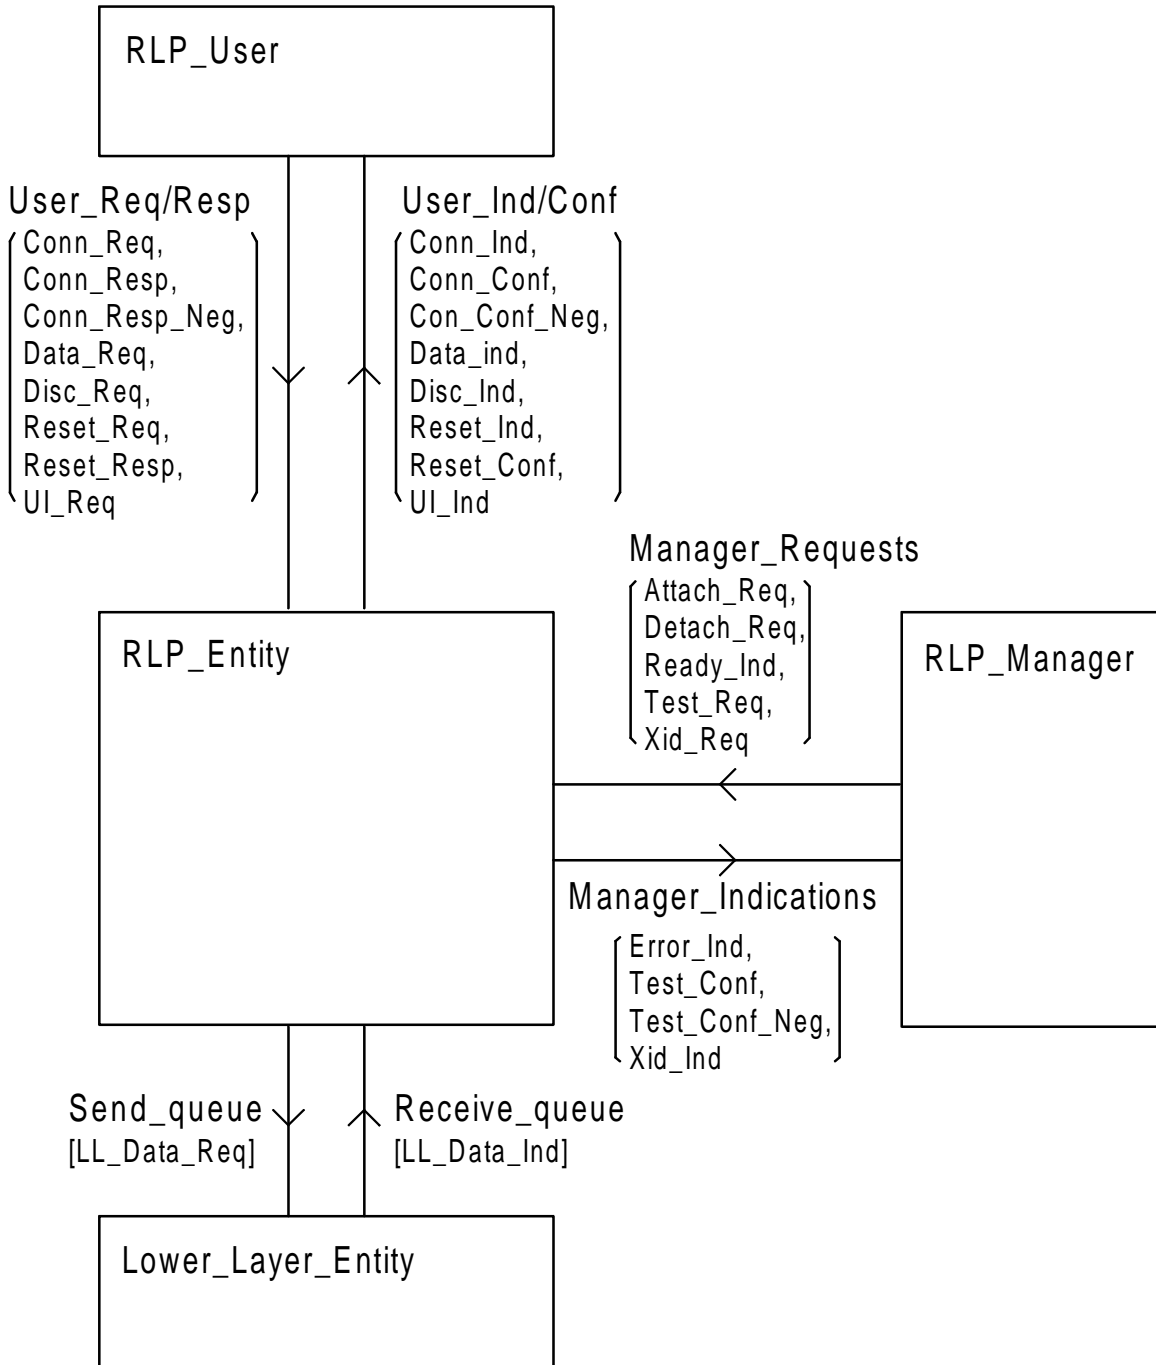 RLP_User
User_Req/Resp
Conn_Req,
Conn_Resp,
Conn_Resp_Neg,
Data_Req,
Disc_Req,
Reset_Req,
Reset_Resp,
UI_Req
User_Ind/Conf
Conn_Ind,
Conn_Conf,
Con_Conf_Neg,
Data_ind,
Disc_Ind,
Reset_Ind,
Reset_Conf,
UI_Ind
Manager_Requests
Attach_Req,
Detach_Req,
Ready_Ind,
Test_Req,
Xid_Req
RLP_Entity
RLP_Manager
Manager_Indications
Error_Ind,
Test_Conf,
Test_Conf_Neg,
Xid_Ind
Send_queue
[LL_Data_Req]
Receive_queue
[LL_Data_Ind]
Lower_Layer_Entity